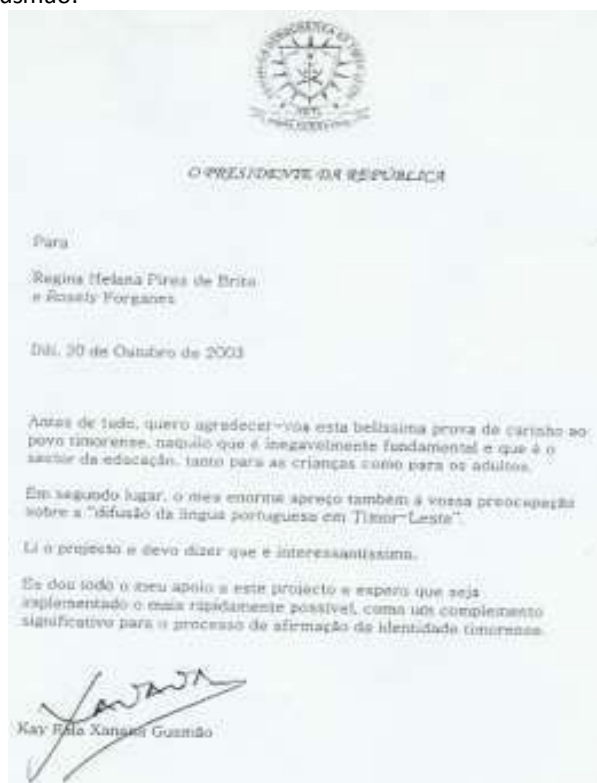 O PRESIDENTE DA REPÚBLICA
Para
Regina Helena Pires de Brito
e Rosely Forganes
Dili, 20 de Outubro de 2003
Antes de tudo, quero agradecer-vos esta belíssima prova de carinho ao
povo timorense, naquilo que é inegavelmente fundamental e que é o
sector da educação, tanto para as crianças como para os adultos.
Em segundo lugar, o meu enorme apreço também à vossa preocupação
sobre a "difusão da língua portuguesa em Timor-Leste".
Li o projecto e devo dizer que é interessantíssimo.
Eu dou todo o meu apoio a este projecto e espero que seja
implementado o mais rápidamente possível, como um complemento
significativo para o processo de afirmação da identidade timorense.
Kay Rala Xanana Gusmão